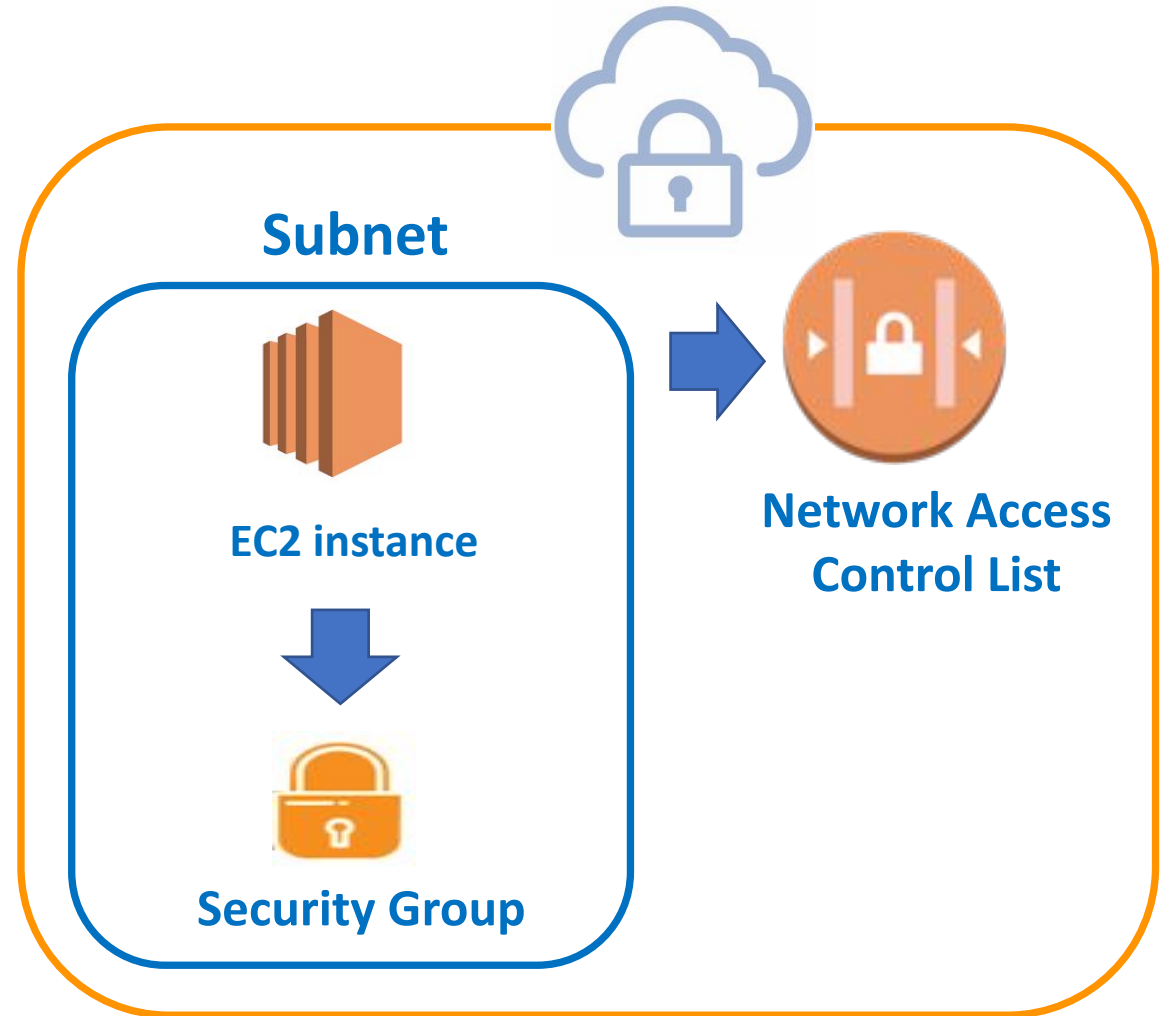 Subnet
EC2 instance
Network Access
Control List
Security Group